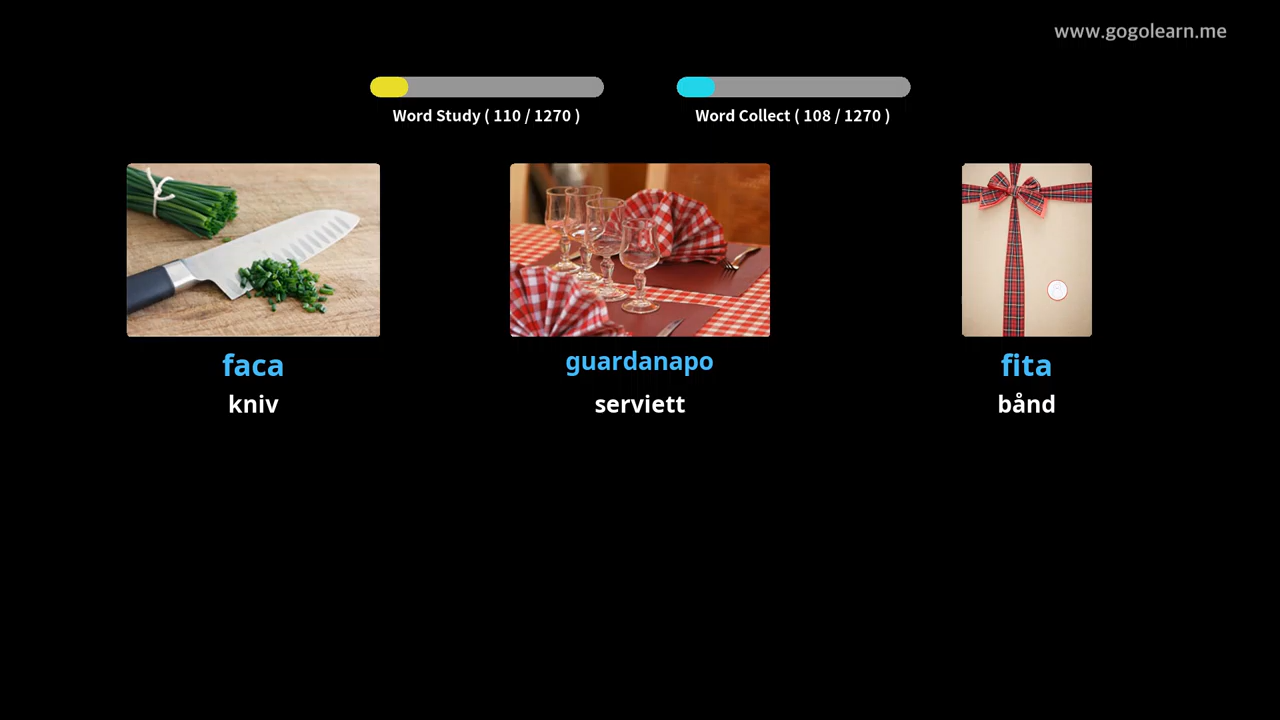 www.gogolearn.me
Word Study ( 110 / 1270 )
Word Collect ( 108 / 1270 )
faca
kniv
guardanapo
serviett
fita
bånd